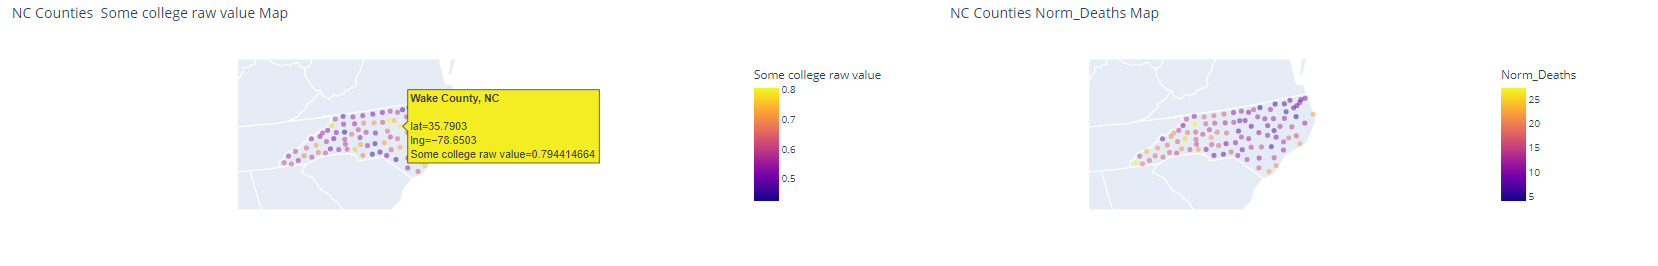 NC Counties  Some college raw value Map
Some college raw value
0.8
0.7
0.6
0.5
Wake County, NC
lat=35.7903
lng=−78.6503
Some college raw value=0.794414664
NC Counties Norm_Deaths Map
Norm_Deaths
25
20
15
10
5